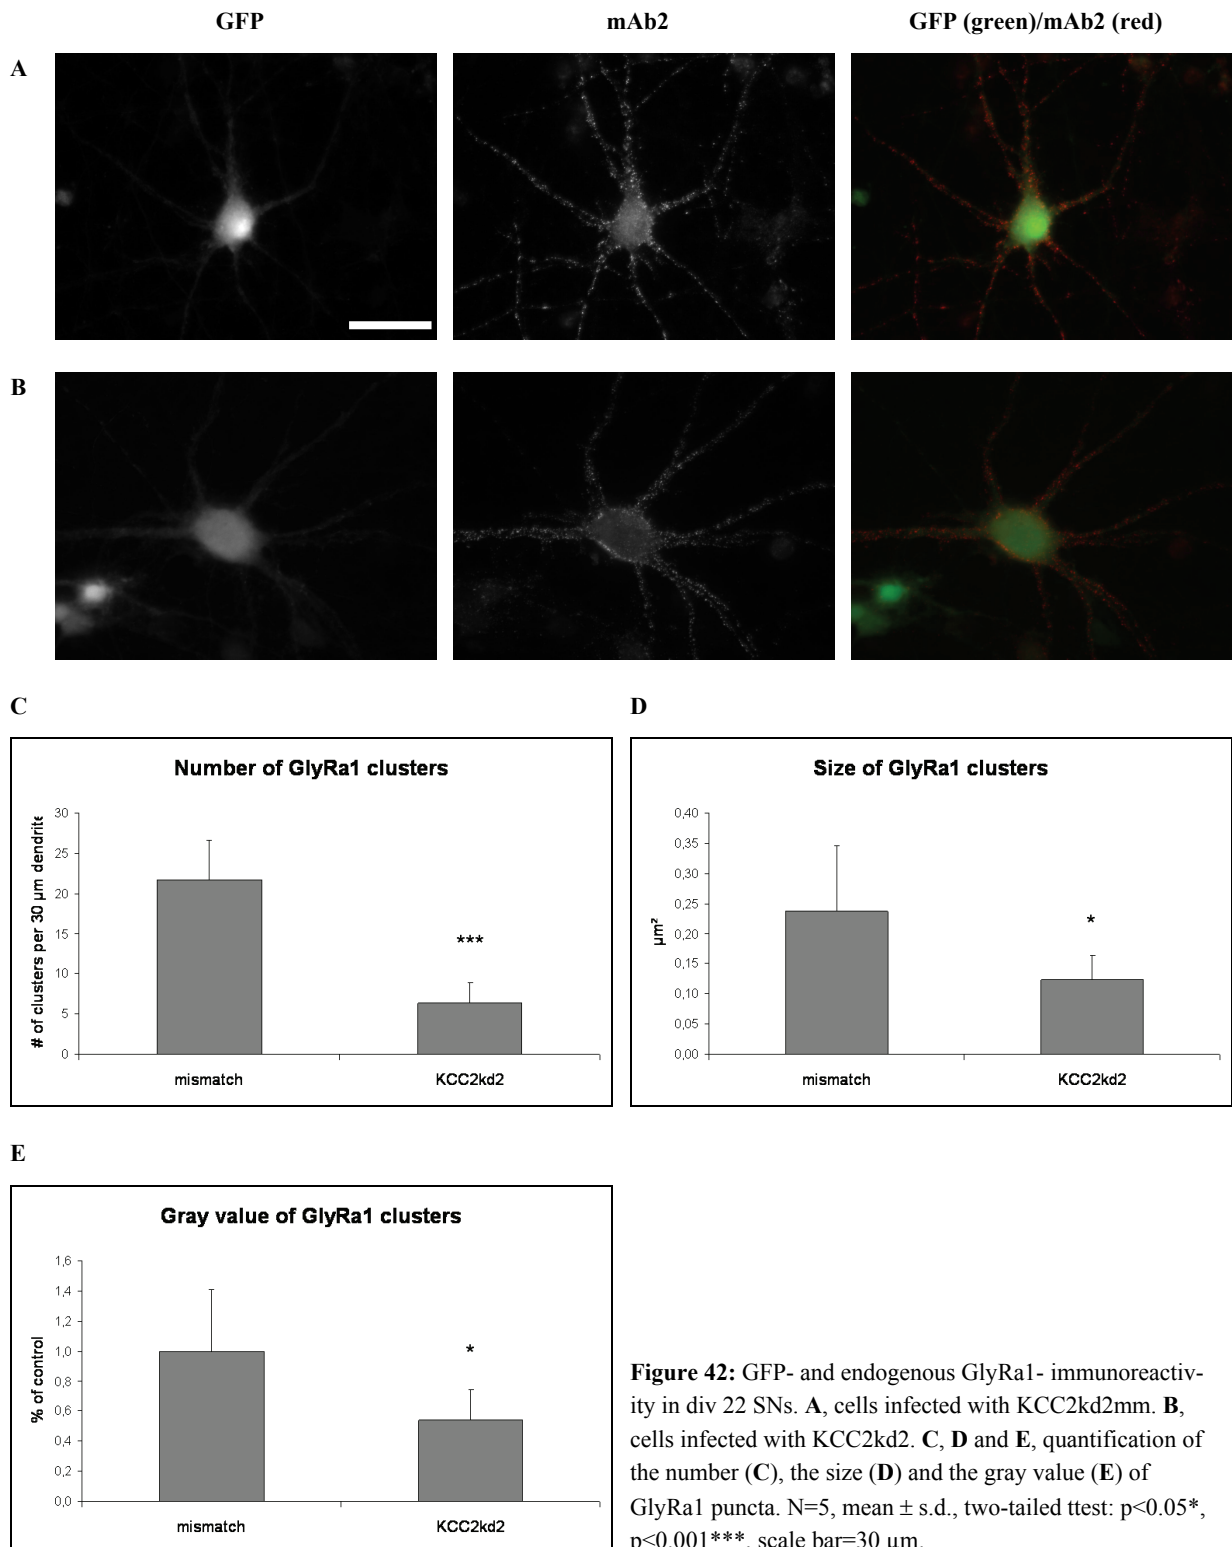 GFP
mAb2
GFP (green)/mAb2 (red)
A
B
C
D
Number of GlyRa1 clusters
# of clusters per 30 µm dendrite
30
25
20
15
10
5
0
***
mismatch
KCC2kd2
Size of GlyRa1 clusters
µm²
0,40
0,35
0,30
0,25
0,20
0,15
0,10
0,05
0,00
*
mismatch
KCC2kd2
E
Gray value of GlyRa1 clusters
% of control
1,6
1,4
1,2
1,0
0,8
0,6
0,4
0,2
0,0
*
mismatch
KCC2kd2
Figure 42: GFP- and endogenous GlyRa1- immunoreactiv-
ity in div 22 SNs. A, cells infected with KCC2kd2mm. B,
cells infected with KCC2kd2. C, D and E, quantification of
the number (C), the size (D) and the gray value (E) of
GlyRa1 puncta. N=5, mean ± s.d., two-tailed ttest: p<0.05*,
p<0.001***, scale bar=30 µm.